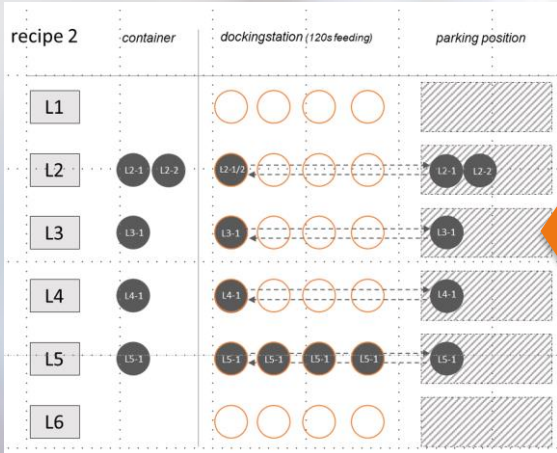 recipe 2 container dockingstation (120s feeding) parking position
L1
L2 L2-1 L2-2 L2-1/2 L2-1 L2-2
L3 L3-1 L3-1 L3-1
L4 L4-1 L4-1 L4-1
L5 L5-1 L5-1 L5-1 L5-1 L5-1 L5-1
L6